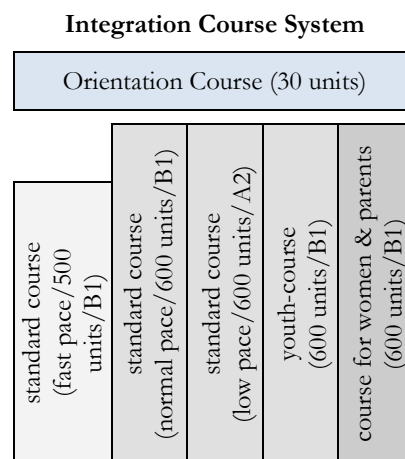 Integration Course System
Orientation Course (30 units)
standard course
(fast pace/500
units/B1)
standard course
(normal pace/600 units/B1)
standard course
(low pace/600 units/A2)
youth-course
(600 units/B1)
course for women & parents
(600 units/B1)